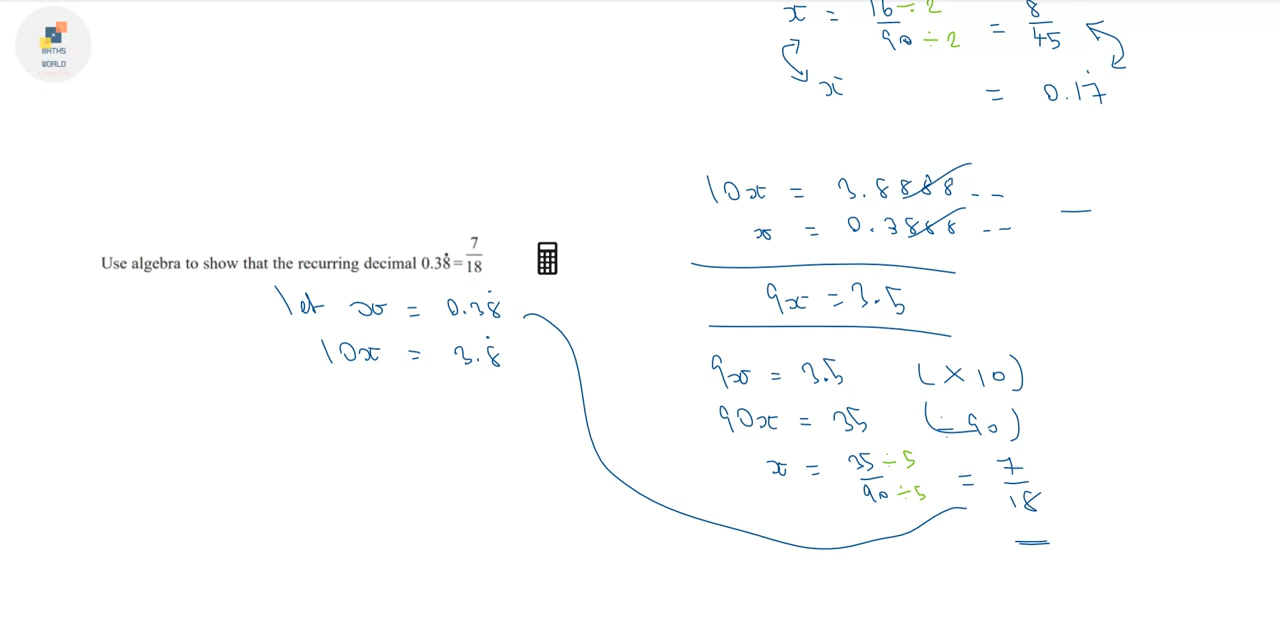 MATHS
WORLD
x = 16 ÷ 2 / 90 ÷ 2 = 8/45
x = 0.17̇
10x = 3.8888 --
x = 0.3888 --
9x = 3.5
Use algebra to show that the recurring decimal 0.38̇ = 7/18
let x = 0.38̇
10x = 3.8̇
9x = 3.5 (×10)
90x = 35 (÷90)
x = 35 ÷ 5 / 90 ÷ 5 = 7/18